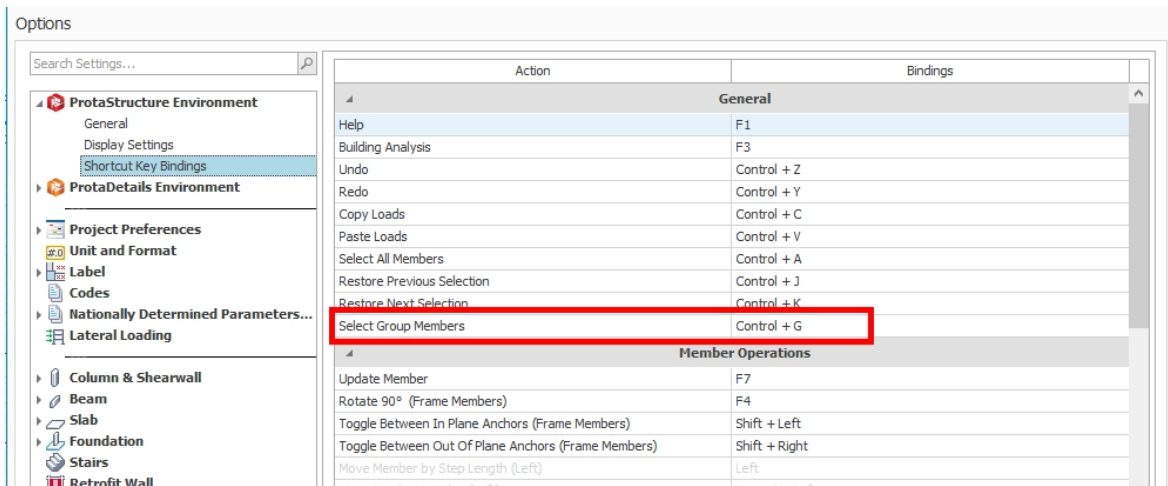 Options
Search Settings...
ProtaStructure Environment
General
Display Settings
Shortcut Key Bindings
ProtaDetails Environment
Project Preferences
#.0 Unit and Format
Label
Codes
Nationally Determined Parameters...
Lateral Loading
Column & Shearwall
Beam
Slab
Foundation
Stairs
Retrofit Wall
Action Bindings
General
Help F1
Building Analysis F3
Undo Control + Z
Redo Control + Y
Copy Loads Control + C
Paste Loads Control + V
Select All Members Control + A
Restore Previous Selection Control + J
Restore Next Selection Control + K
Select Group Members Control + G
Member Operations
Update Member F7
Rotate 90° (Frame Members) F4
Toggle Between In Plane Anchors (Frame Members) Shift + Left
Toggle Between Out Of Plane Anchors (Frame Members) Shift + Right
Move Member by Step Length (Left) Left